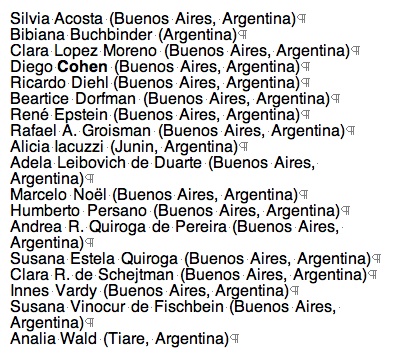 Silvia Acosta (Buenos Aires, Argentina)¶
Bibiana Buchbinder (Argentina)¶
Clara Lopez Moreno (Buenos Aires, Argentina)¶
Diego Cohen (Buenos Aires, Argentina)¶
Ricardo Diehl (Buenos Aires, Argentina)¶
Beartice Dorfman (Buenos Aires, Argentina)¶
René Epstein (Buenos Aires, Argentina)¶
Rafael A. Groisman (Buenos Aires, Argentina)¶
Alicia Iacuzzi (Junin, Argentina)¶
Adela Leibovich de Duarte (Buenos Aires,
Argentina)¶
Marcelo Noël (Buenos Aires, Argentina)¶
Humberto Persano (Buenos Aires, Argentina)¶
Andrea R. Quiroga de Pereira (Buenos Aires,
Argentina)¶
Susana Estela Quiroga (Buenos Aires, Argentina)¶
Clara R. de Schejtman (Buenos Aires, Argentina)¶
Innes Vardy (Buenos Aires, Argentina)¶
Susana Vinocur de Fischbein (Buenos Aires,
Argentina)¶
Analia Wald (Tiare, Argentina)¶